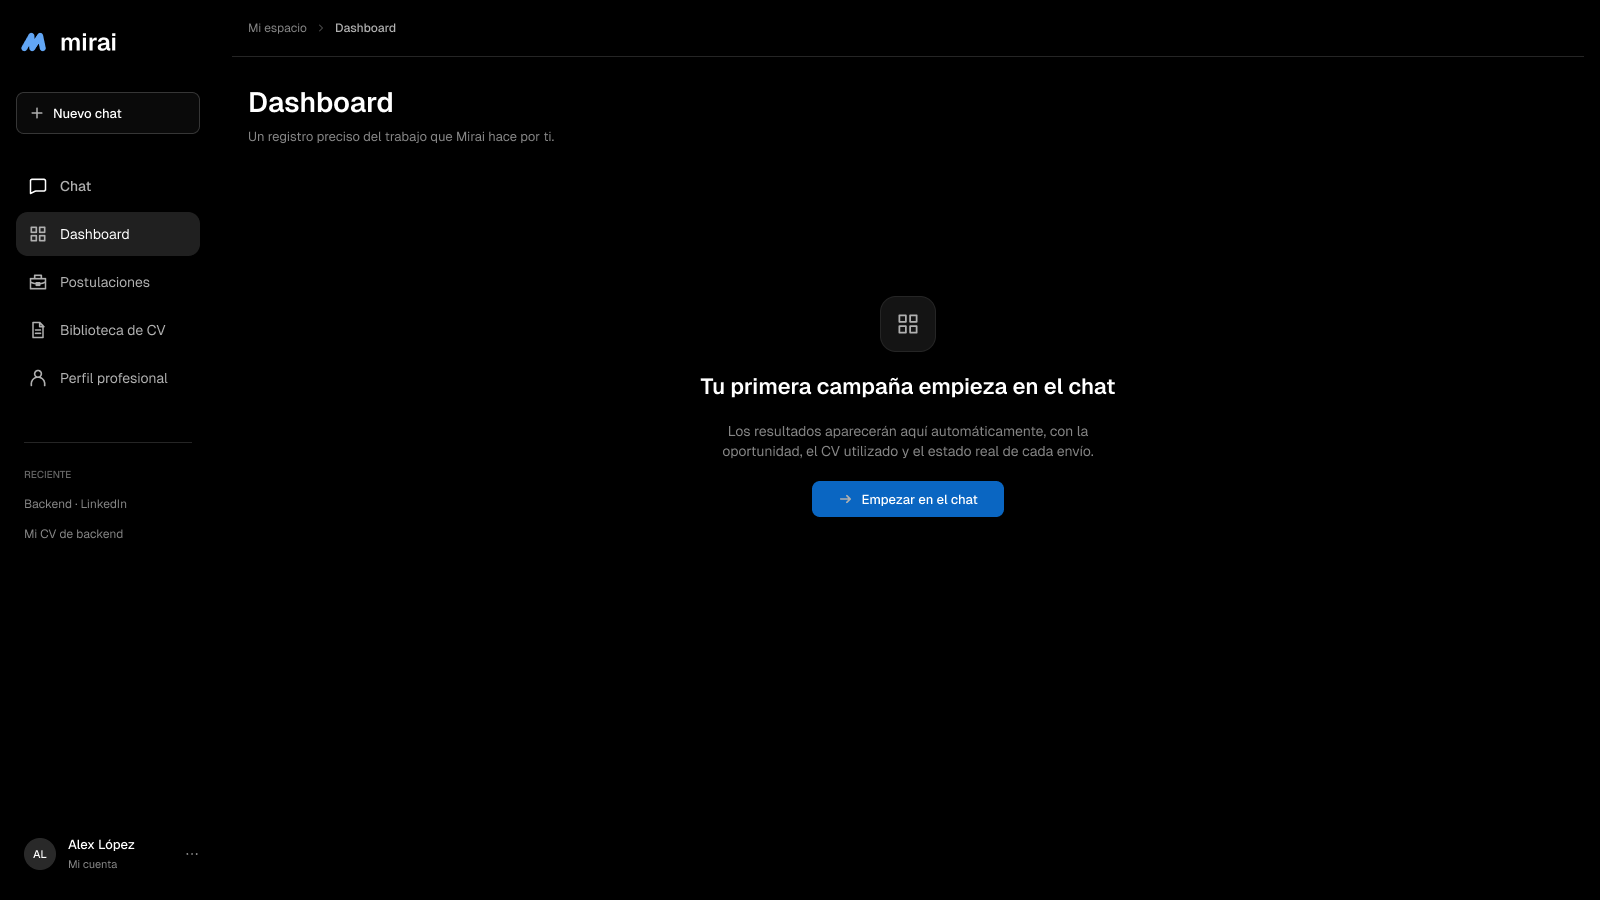 mirai
Nuevo chat
Chat
Dashboard
Postulaciones
Biblioteca de CV
Perfil profesional
RECIENTE
Backend · LinkedIn
Mi CV de backend
AL
Alex López
Mi cuenta
Mi espacio
Dashboard
Dashboard
Un registro preciso del trabajo que Mirai hace por ti.
Tu primera campaña empieza en el chat
Los resultados aparecerán aquí automáticamente, con la
oportunidad, el CV utilizado y el estado real de cada envío.
Empezar en el chat